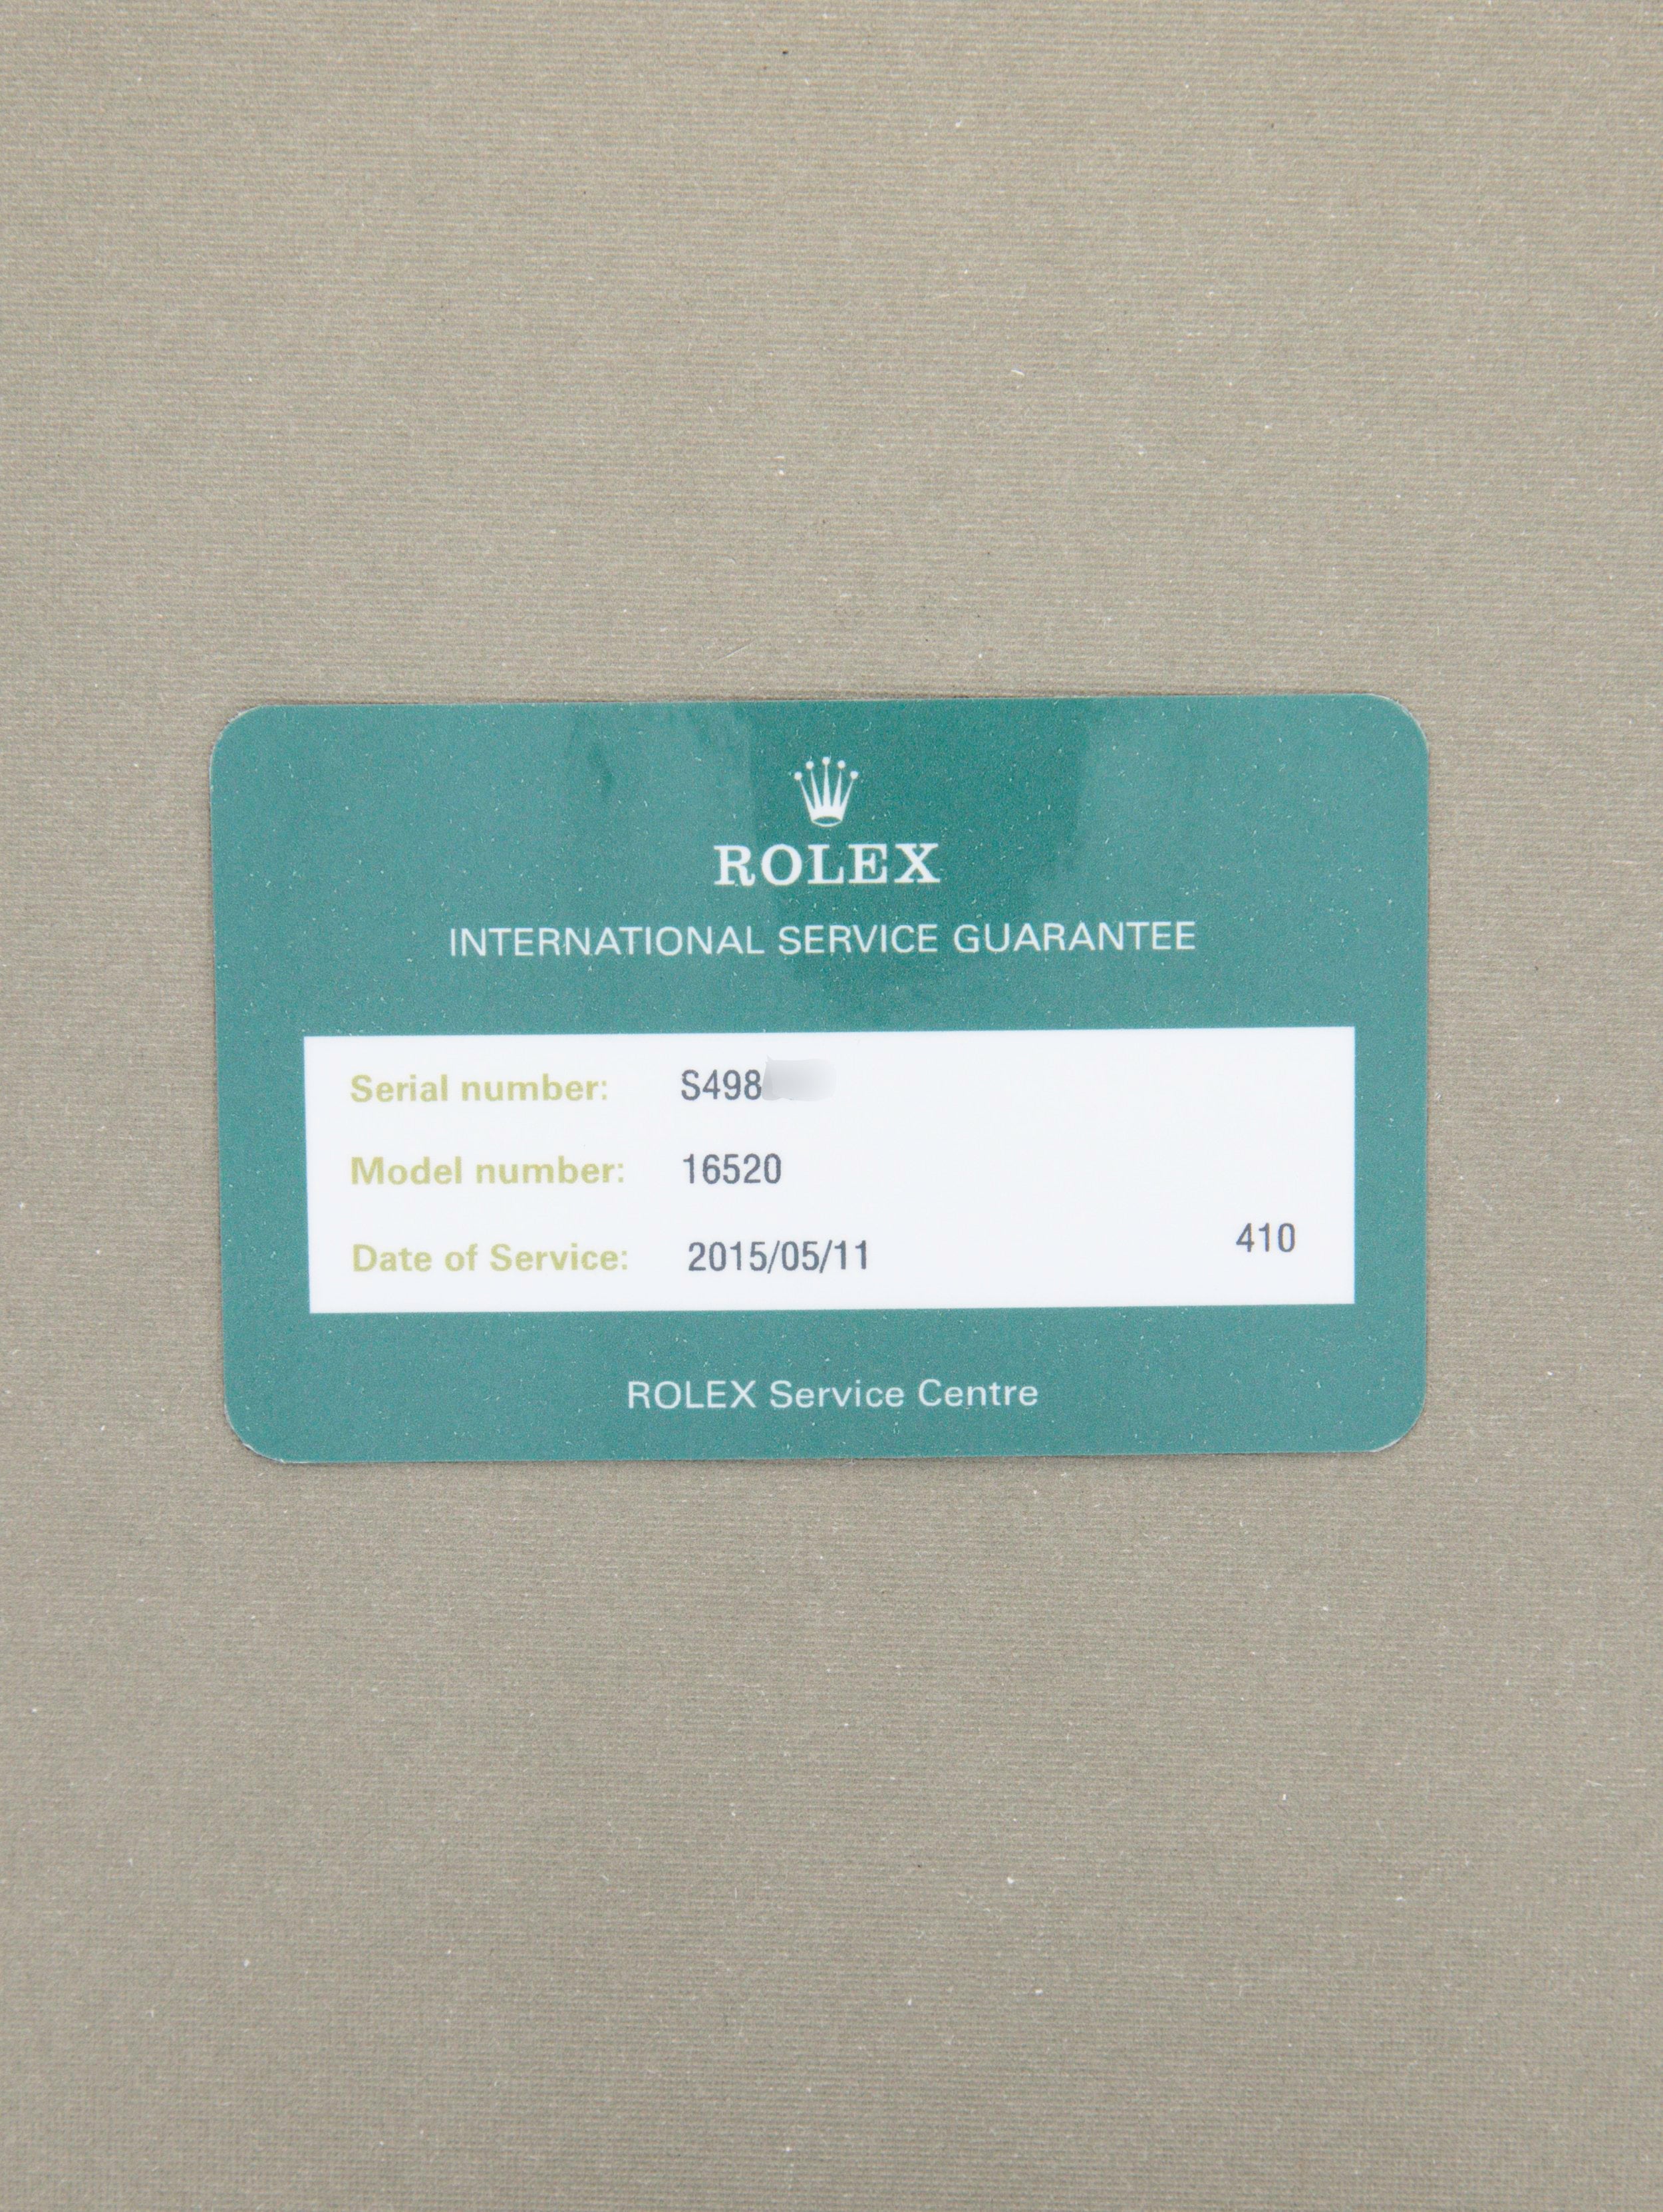 ROLEX
INTERNATIONAL SERVICE GUARANTEE
Serial number: S498
Model number: 16520
Date of Service: 2015/05/11 410
ROLEX Service Centre